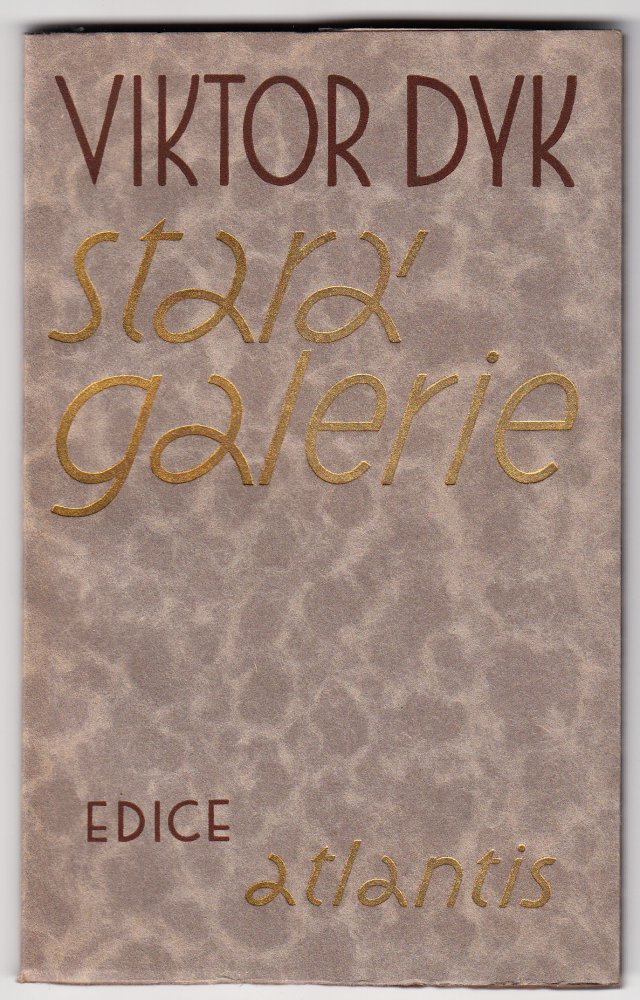 VIKTOR DYK
stará
galerie
EDICE
atlantis